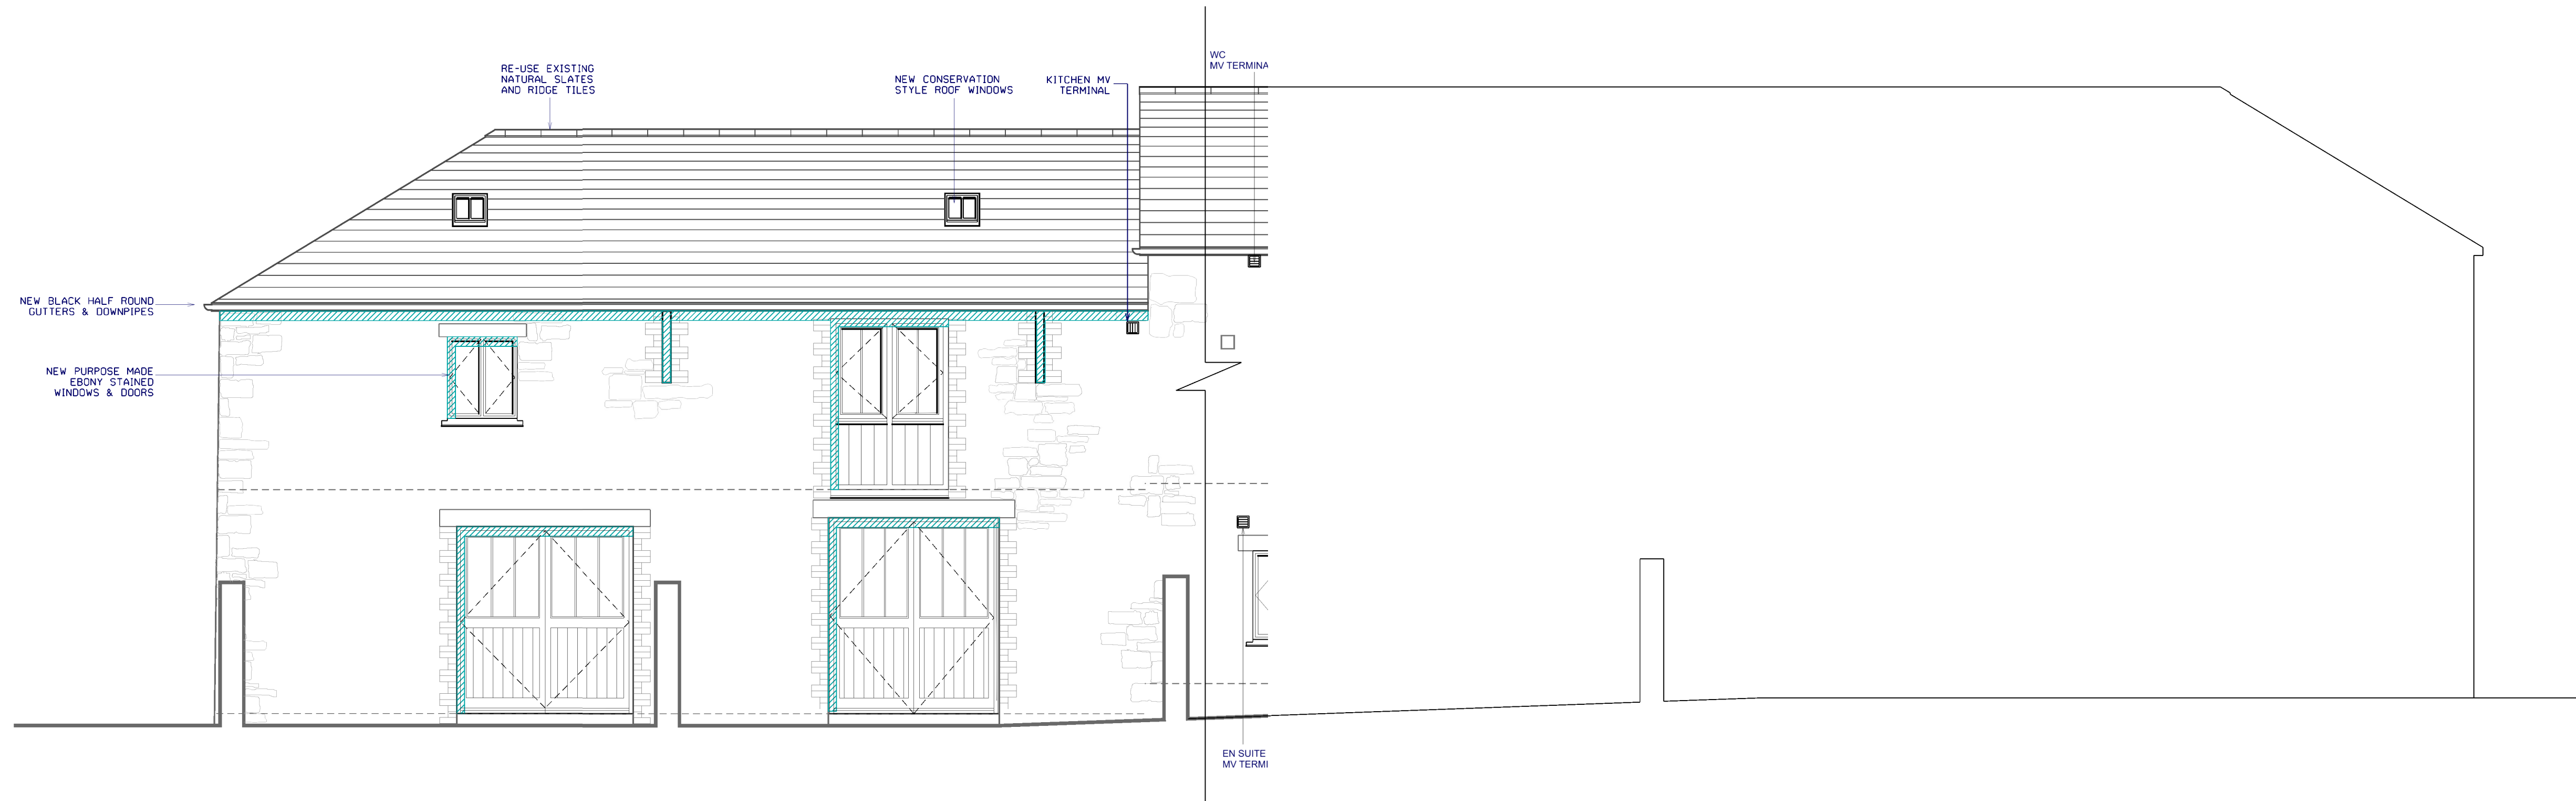 WC
MV TERMINA
RE-USE EXISTING
NATURAL SLATES
AND RIDGE TILES
NEW CONSERVATION
STYLE ROOF WINDOWS
KITCHEN MV
TERMINAL
NEW BLACK HALF ROUND
GUTTERS & DOWNPIPES
NEW PURPOSE MADE
EBONY STAINED
WINDOWS & DOORS
EN SUITE
MV TERMI